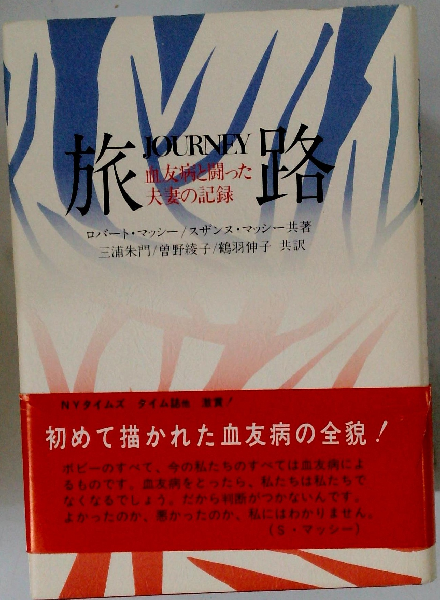 旅路
JOURNEY
血友病と闘った
夫妻の記録
ロバート・マッシー/スザンヌ・マッシー共著
三浦朱門/曽野綾子/鶴羽伸子 共訳
NYタイムズ タイム誌他 激賞!
初めて描かれた血友病の全貌!
ボビーのすべて、今の私たちのすべては血友病によ
るものです。血友病をとったら、私たちは私たちで
なくなるでしょう。だから判断がつかないんです。
よかったのか、悪かったのか、私にはわかりません。
(S・マッシー)